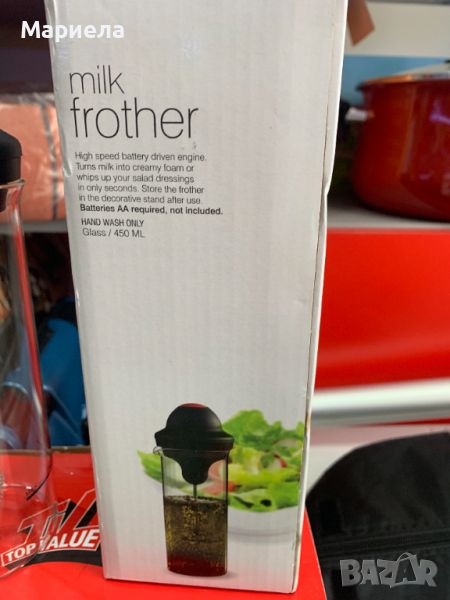 Мариела
milk
frother
High speed battery driven engine.
Turns milk into creamy foam or
whips up your salad dressings
in only seconds. Store the frother
in the decorative stand after use.
Batteries AA required, not included.
HAND WASH ONLY
Glass / 450 ML
TOP VALUE
BAZAR